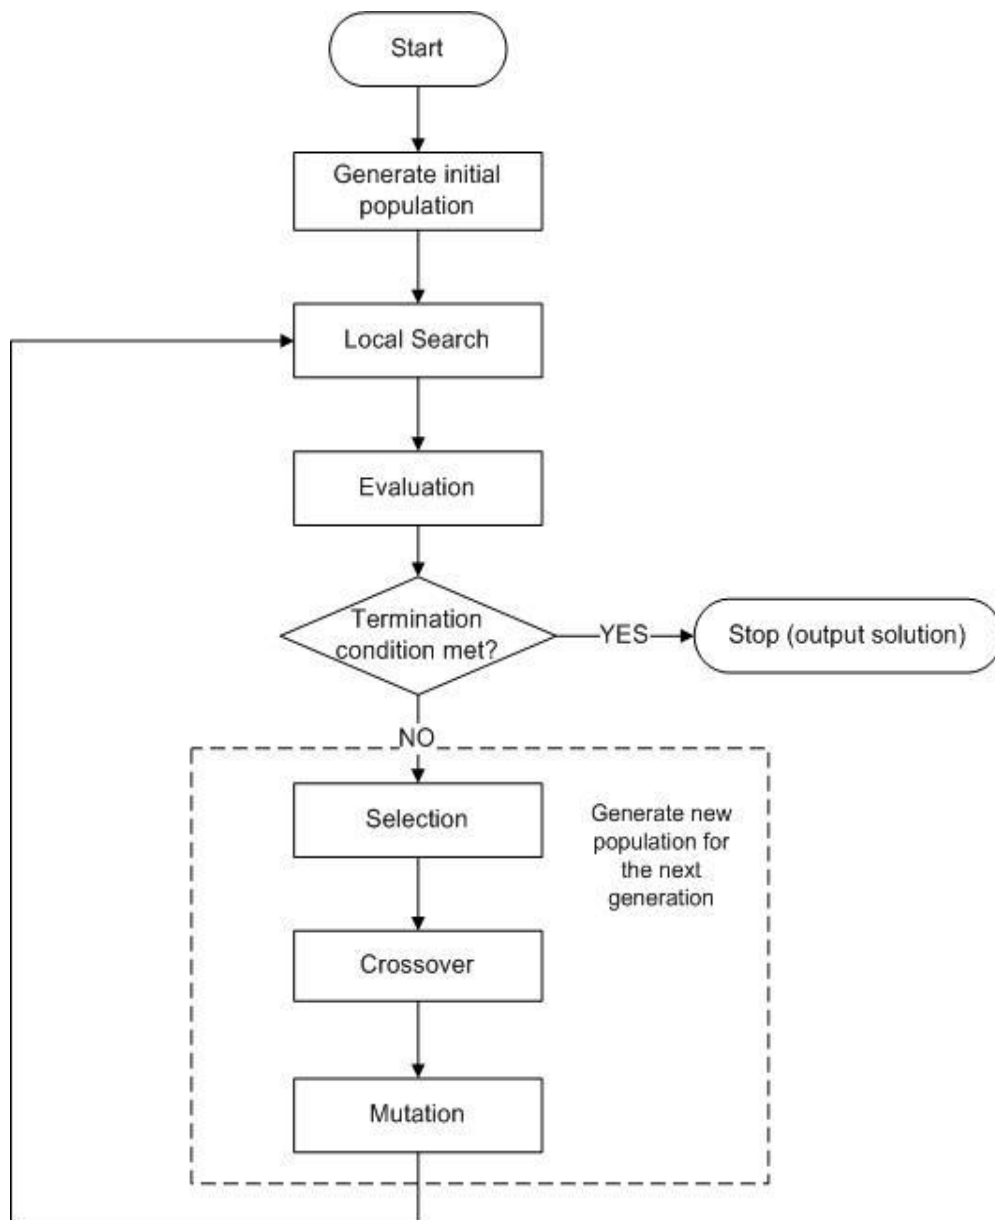 Start
Generate initial
population
Local Search
Evaluation
Termination
condition met?
YES
Stop (output solution)
NO
Selection
Generate new
population for
the next
generation
Crossover
Mutation